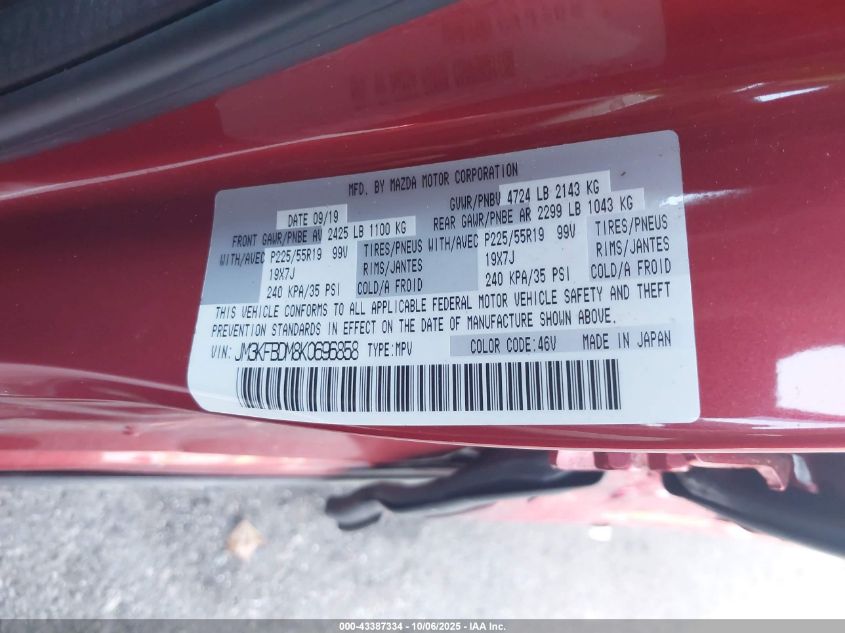 MFD. BY MAZDA MOTOR CORPORATION
DATE 09/19
GVWR/PNBV 4724 LB 2143 KG
FRONT GAWR/PNBE AV 2425 LB 1100 KG
REAR GAWR/PNBE AR 2299 LB 1043 KG
WITH/AVEC P225/55R19 99V TIRES/PNEUS WITH/AVEC P225/55R19 99V TIRES/PNEUS
19X7J RIMS/JANTES 19X7J RIMS/JANTES
240 KPA/35 PSI COLD/A FROID 240 KPA/35 PSI COLD/A FROID
THIS VEHICLE CONFORMS TO ALL APPLICABLE FEDERAL MOTOR VEHICLE SAFETY AND THEFT
PREVENTION STANDARDS IN EFFECT ON THE DATE OF MANUFACTURE SHOWN ABOVE.
VIN: JM3KFBDM8K0696858 TYPE:MPV COLOR CODE:46V MADE IN JAPAN
000-43387334 | 10/06/2025 - IAA Inc.